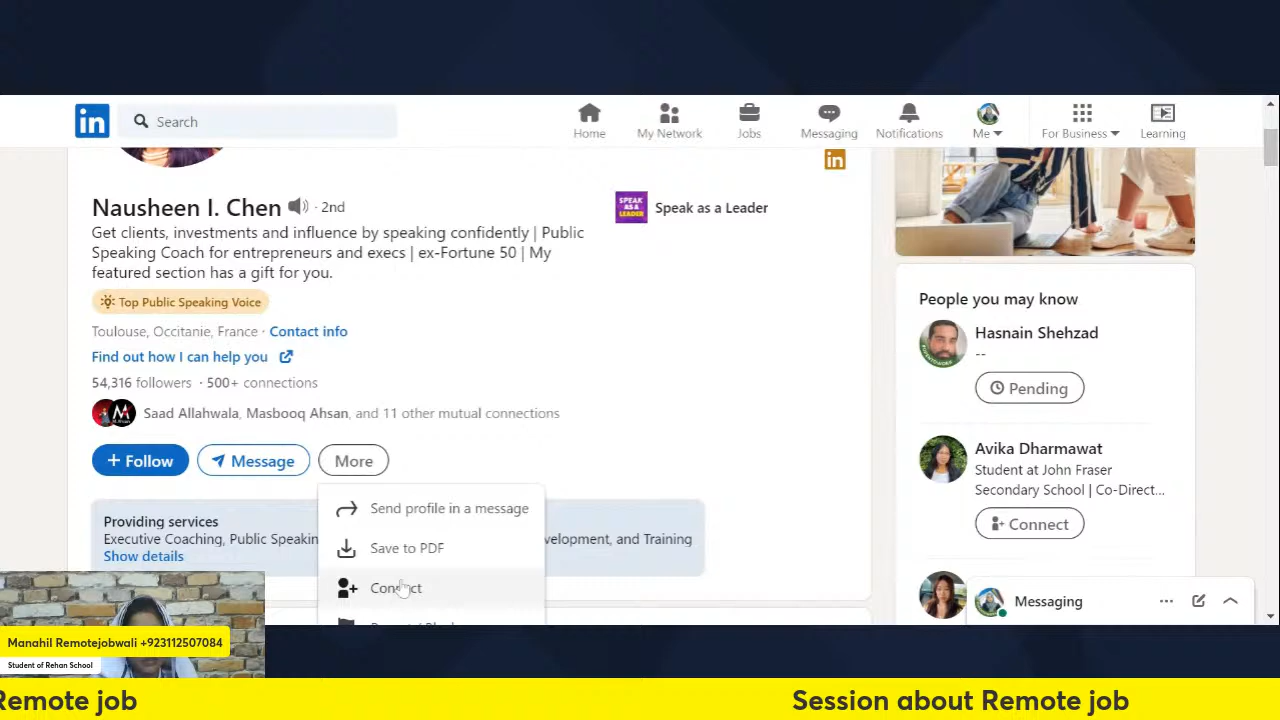 in
Search
Home
My Network
Jobs
Messaging
Notifications
Me
For Business
Learning
in
Nausheen I. Chen · 2nd
Get clients, investments and influence by speaking confidently | Public
Speaking Coach for entrepreneurs and execs | ex-Fortune 50 | My
featured section has a gift for you.
Top Public Speaking Voice
Toulouse, Occitanie, France · Contact info
Find out how I can help you
54,316 followers · 500+ connections
Saad Allahwala, Masbooq Ahsan, and 11 other mutual connections
+ Follow
Message
More
SPEAK
AS A
LEADER
Speak as a Leader
Send profile in a message
Save to PDF
Providing services
Executive Coaching, Public Speakin
velopment, and Training
Show details
People you may know
Hasnain Shehzad
--
Pending
Avika Dharmawat
Student at John Fraser
Secondary School | Co-Direct...
Connect
Messaging
Manahil Remotejobwali +923112507084
Student of Rehan School
Remote job
Session about Remote job